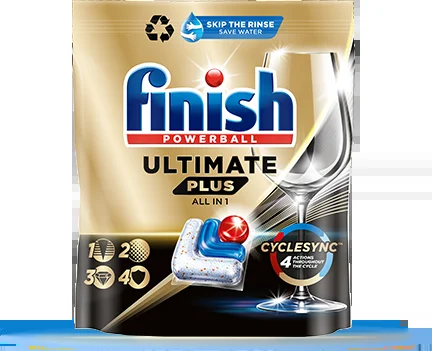 SKIP THE RINSE
SAVE WATER
finish
POWERBALL
ULTIMATE
PLUS
ALL IN 1
CYCLESYNC™
4 ACTIONS
THROUGHOUT
THE CYCLE
1 2
3 4